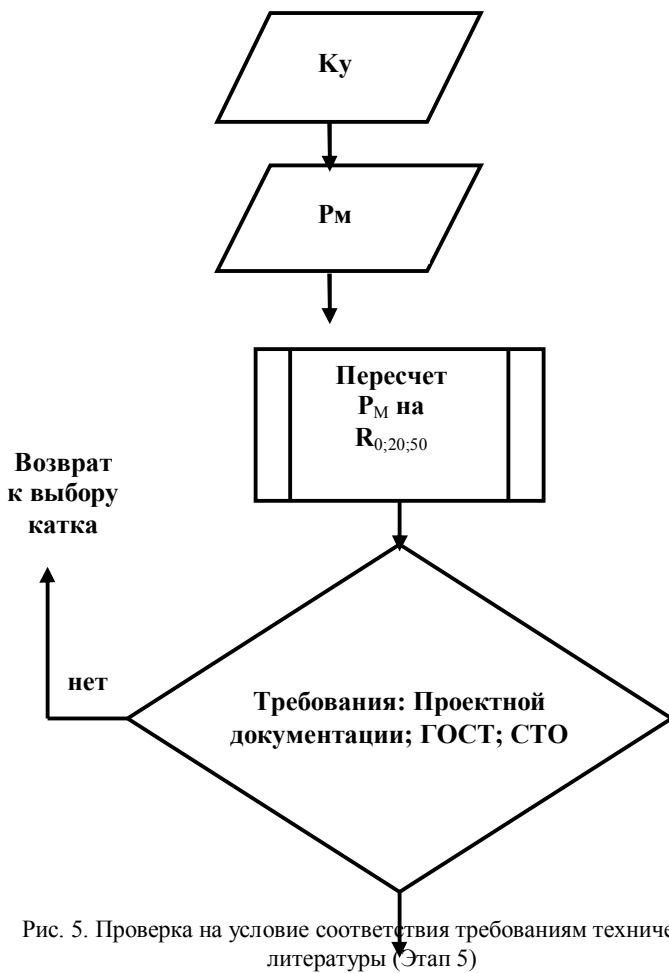 Ку
Рм
Пересчет
РМ на
R0;20;50
Возврат
к выбору
катка
нет
Требования: Проектной
документации; ГОСТ; СТО
Рис. 5. Проверка на условие соответствия требованиям техниче
литературы (Этап 5)